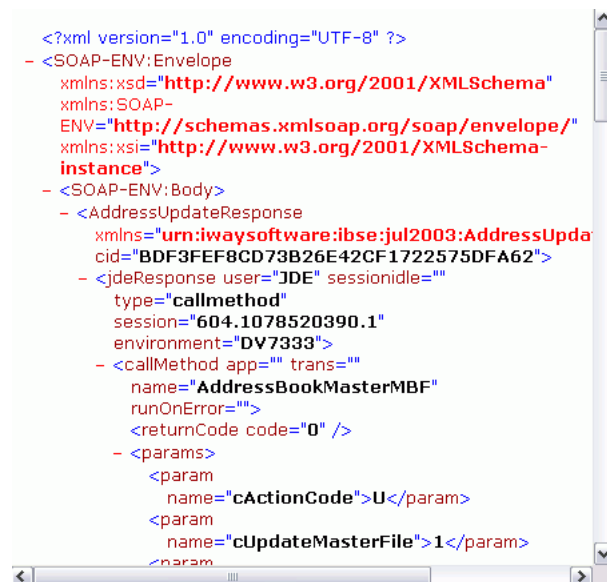 <?xml version="1.0" encoding="UTF-8" ?>
- <SOAP-ENV:Envelope
xmlns:xsd="http://www.w3.org/2001/XMLSchema"
xmlns:SOAP-
ENV="http://schemas.xmlsoap.org/soap/envelope/"
xmlns:xsi="http://www.w3.org/2001/XMLSchema-
instance">
- <SOAP-ENV:Body>
- <AddressUpdateResponse
xmlns="urn:iwaysoftware:ibse:jul2003:AddressUpda
cid="BDF3FEF8CD73B26E42CF1722575DFA62">
- <jdeResponse user="JDE" sessionidle=""
type="callmethod"
session="604.1078520390.1"
environment="DV7333">
- <callMethod app="" trans=""
name="AddressBookMasterMBF"
runOnError="">
<returnCode code="0" />
- <params>
<param
name="cActionCode">U</param>
<param
name="cUpdateMasterFile">1</param>
<param